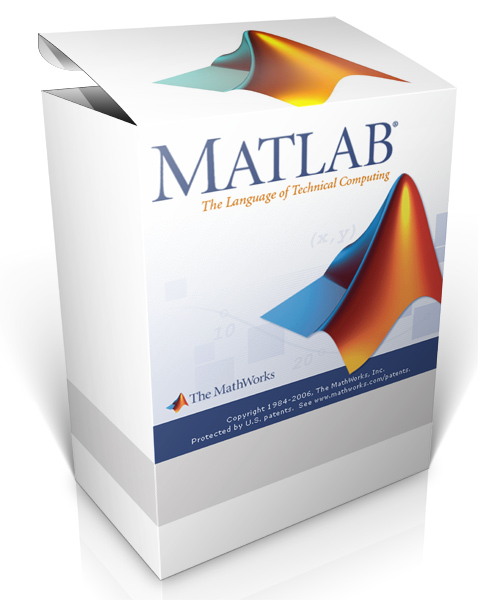 MATLAB®
The Language of Technical Computing
(x,y)
10
20
The MathWorks
Copyright 1984-2006, The MathWorks, Inc.
Protected by U.S. patents. See www.mathworks.com/patents.